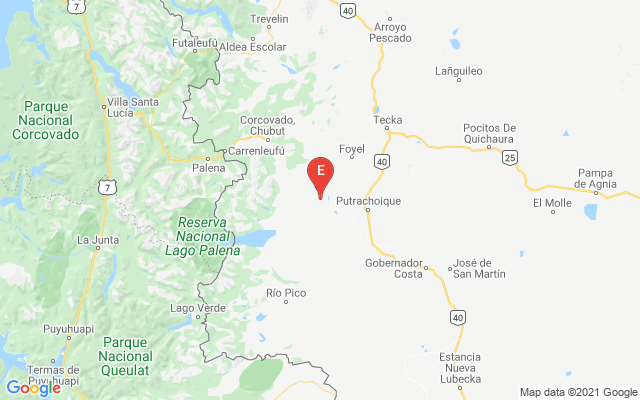 7
Trevelin
40
Arroyo
Pescado
Futaleufú
Aldea Escolar
Lañguileo
Parque
Nacional
Corcovado
Villa Santa
Lucía
Corcovado,
Chubut
Tecka
Pocitos De
Quichaura
Foyel
Carrenleufú
Palena
40
25
E
7
Pampa
de Agnia
Putrachoique
El Molle
Reserva
Nacional
Lago Palena
La Junta
Gobernador
Costa
José de
San Martín
Río Pico
Lago Verde
40
Puyuhuapi
Parque
Nacional
Queulat
Termas de
Puyuhuapi
Estancia
Nueva
Lubecka
Google
Map data ©2021 Google